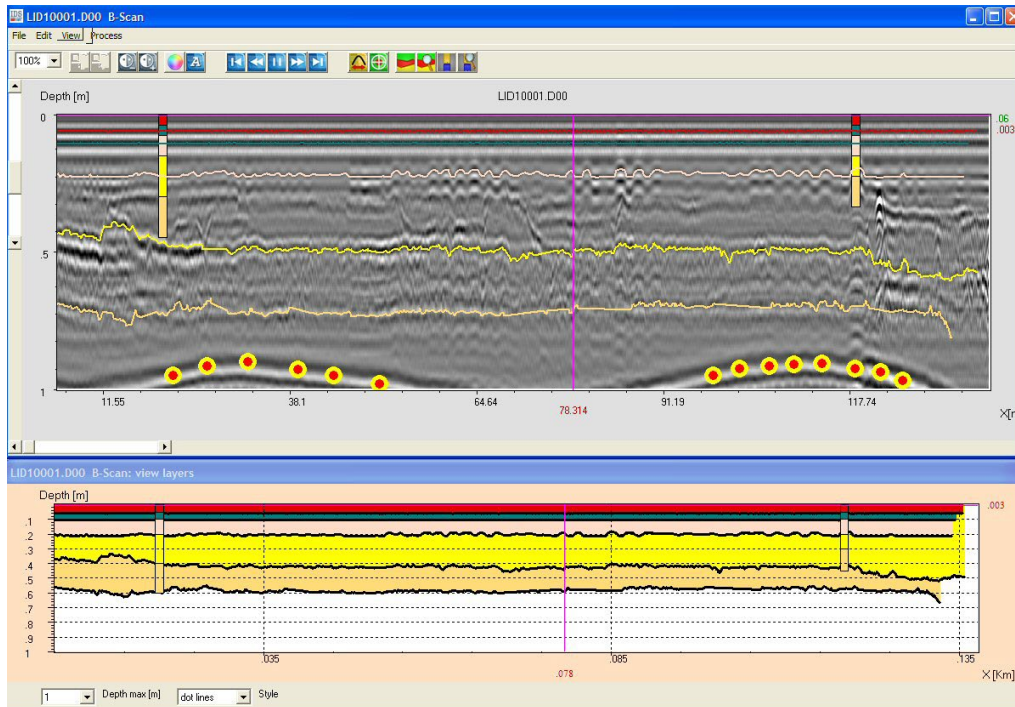 LID10001.D00 B-Scan
File Edit View Process
100%
A
Depth [m]
LID10001.D00
0
.06
.003
.5
1
11.55
38.1
64.64
78.314
91.19
117.74
LID10001.D00 B-Scan: view layers
Depth [m]
.003
.1
.2
.3
.4
.5
.6
.7
.8
.9
1
.035
.078
.085
.135
X [Km]
1
Depth max [m]
dot lines
Style